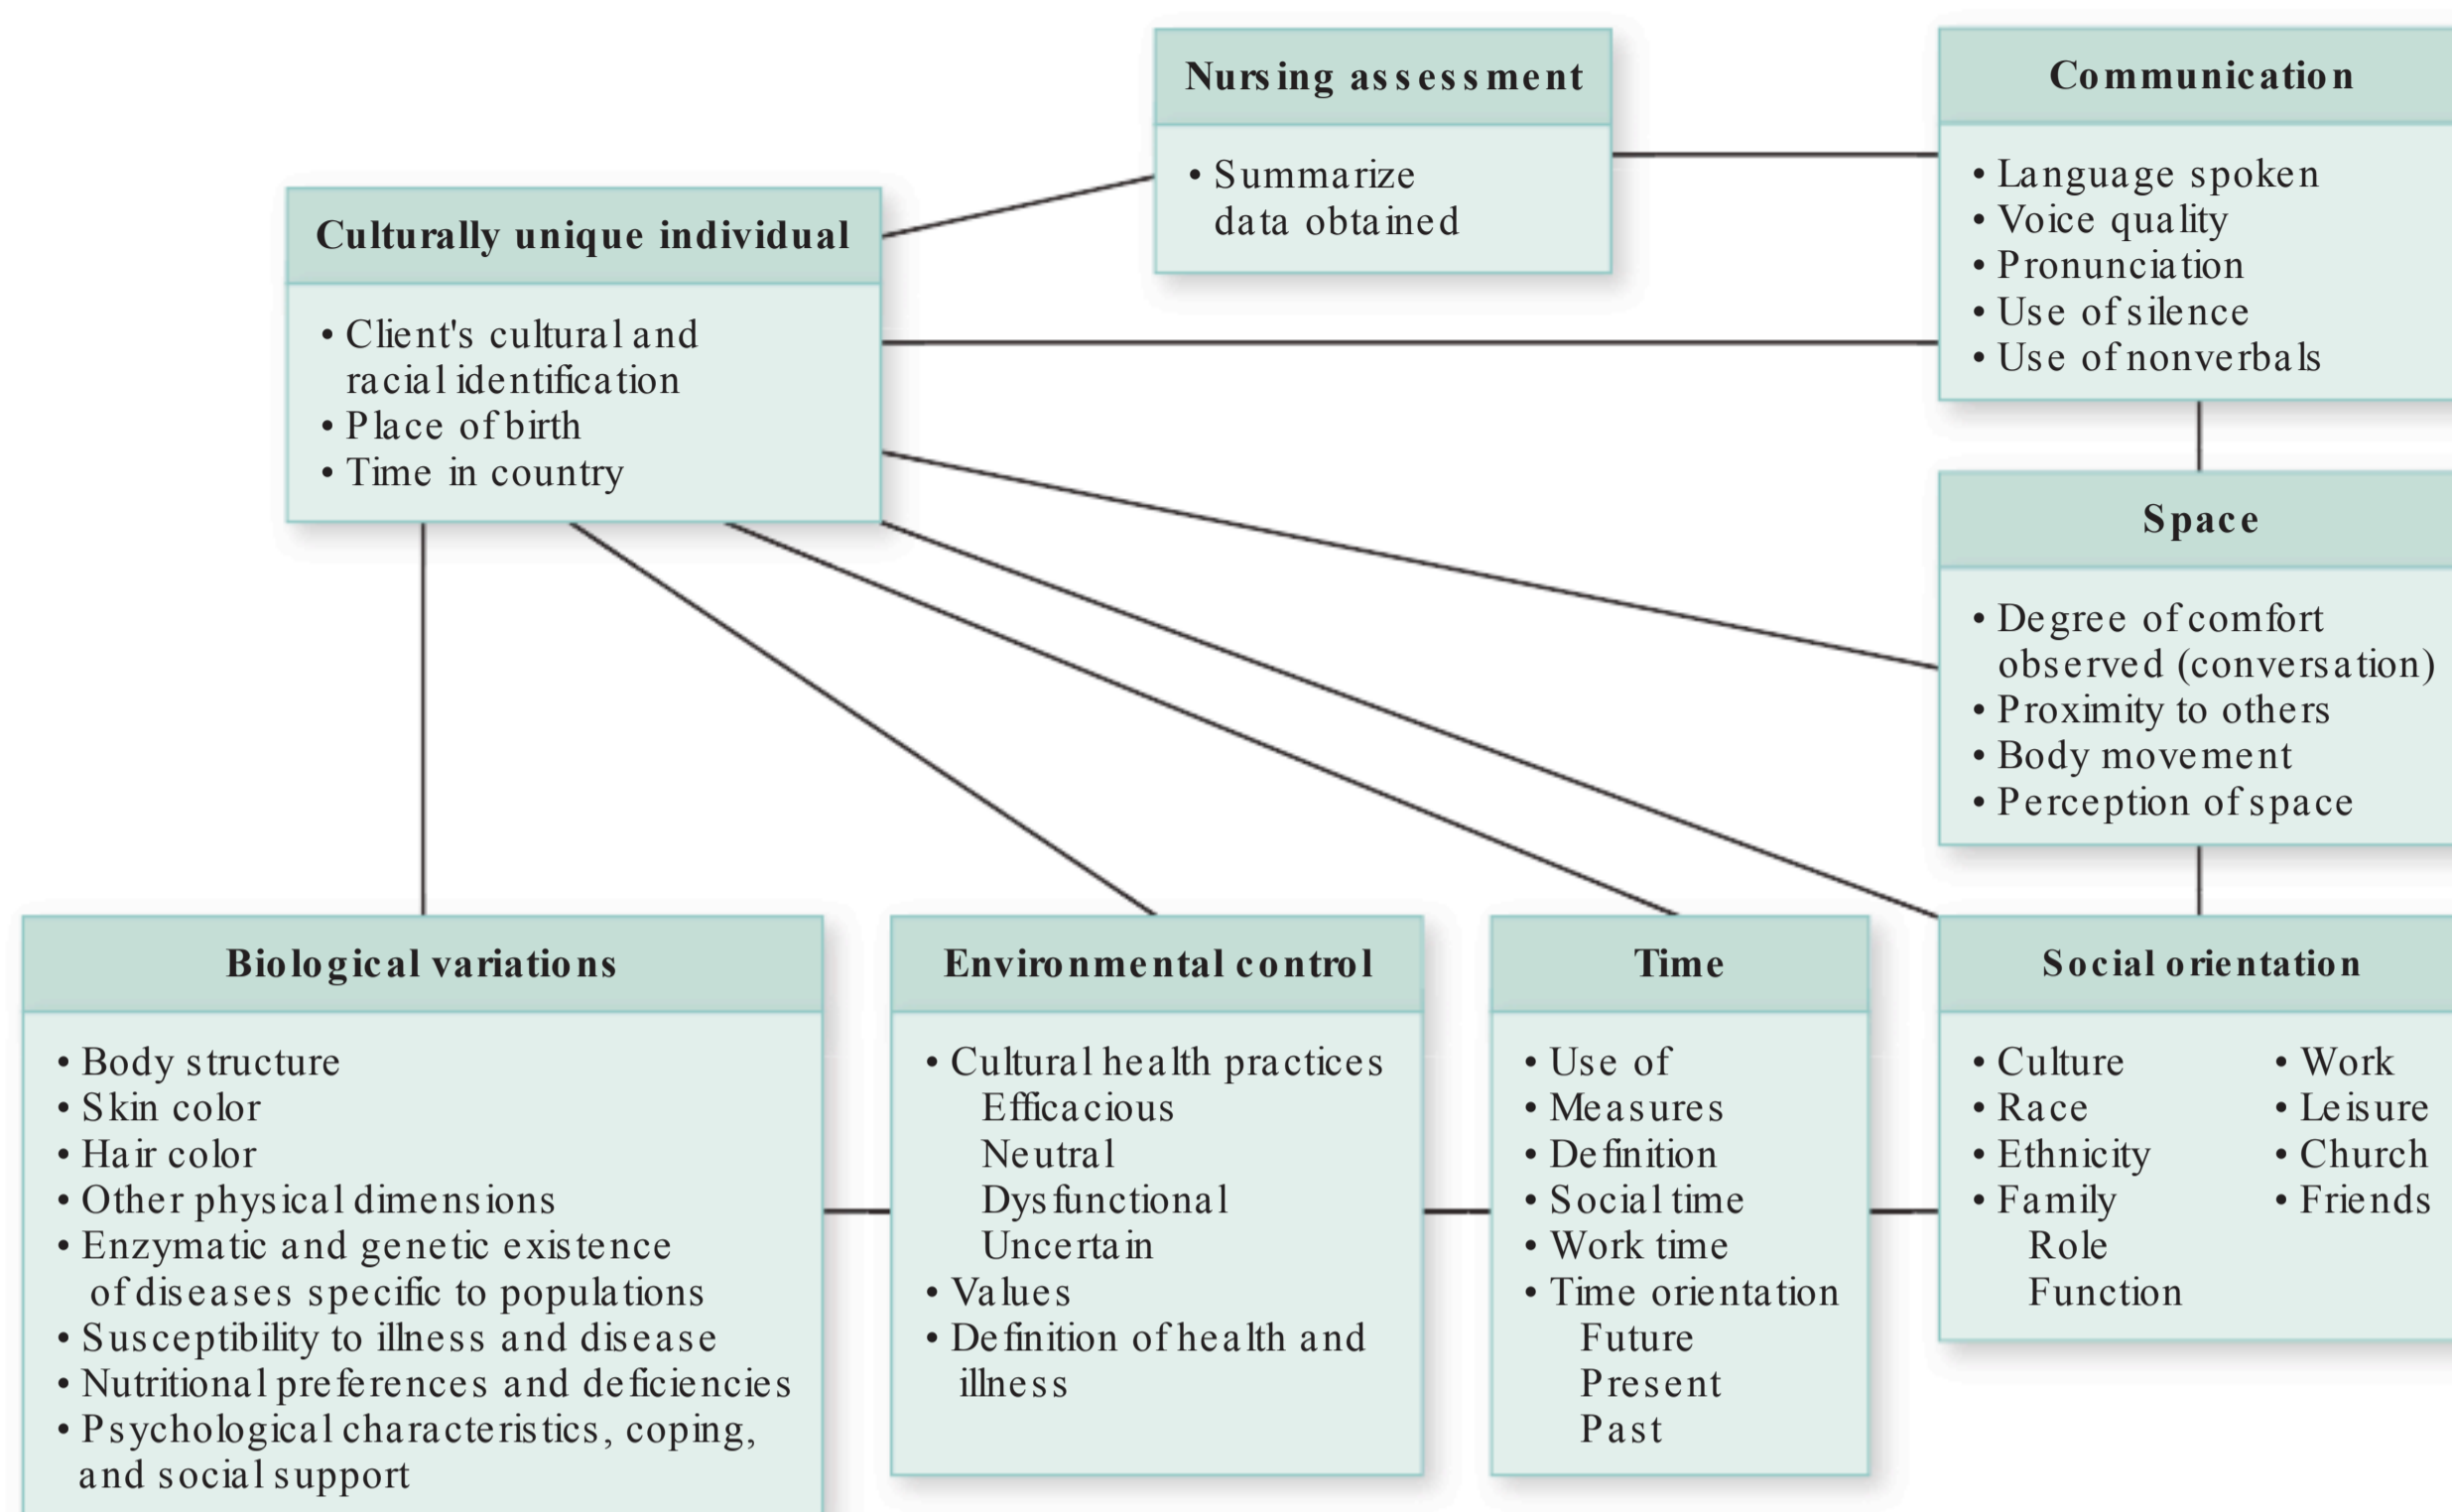 Nursing assessment
• Summarize
data obtained
Communication
• Language spoken
• Voice quality
• Pronunciation
• Use of silence
• Use of nonverbals
Culturally unique individual
• Client's cultural and
racial identification
• Place of birth
• Time in country
Space
• Degree of comfort
observed (conversation)
• Proximity to others
• Body movement
• Perception of space
Biological variations
• Body structure
• Skin color
• Hair color
• Other physical dimensions
• Enzymatic and genetic existence
of diseases specific to populations
• Susceptibility to illness and disease
• Nutritional preferences and deficiencies
• Psychological characteristics, coping,
and social support
Environmental control
• Cultural health practices
Efficacious
Neutral
Dysfunctional
Uncertain
• Values
• Definition of health and
illness
Time
• Use of
• Measures
• Definition
• Social time
• Work time
• Time orientation
Future
Present
Past
Social orientation
• Culture
• Race
• Ethnicity
• Family
Role
Function
• Work
• Leisure
• Church
• Friends